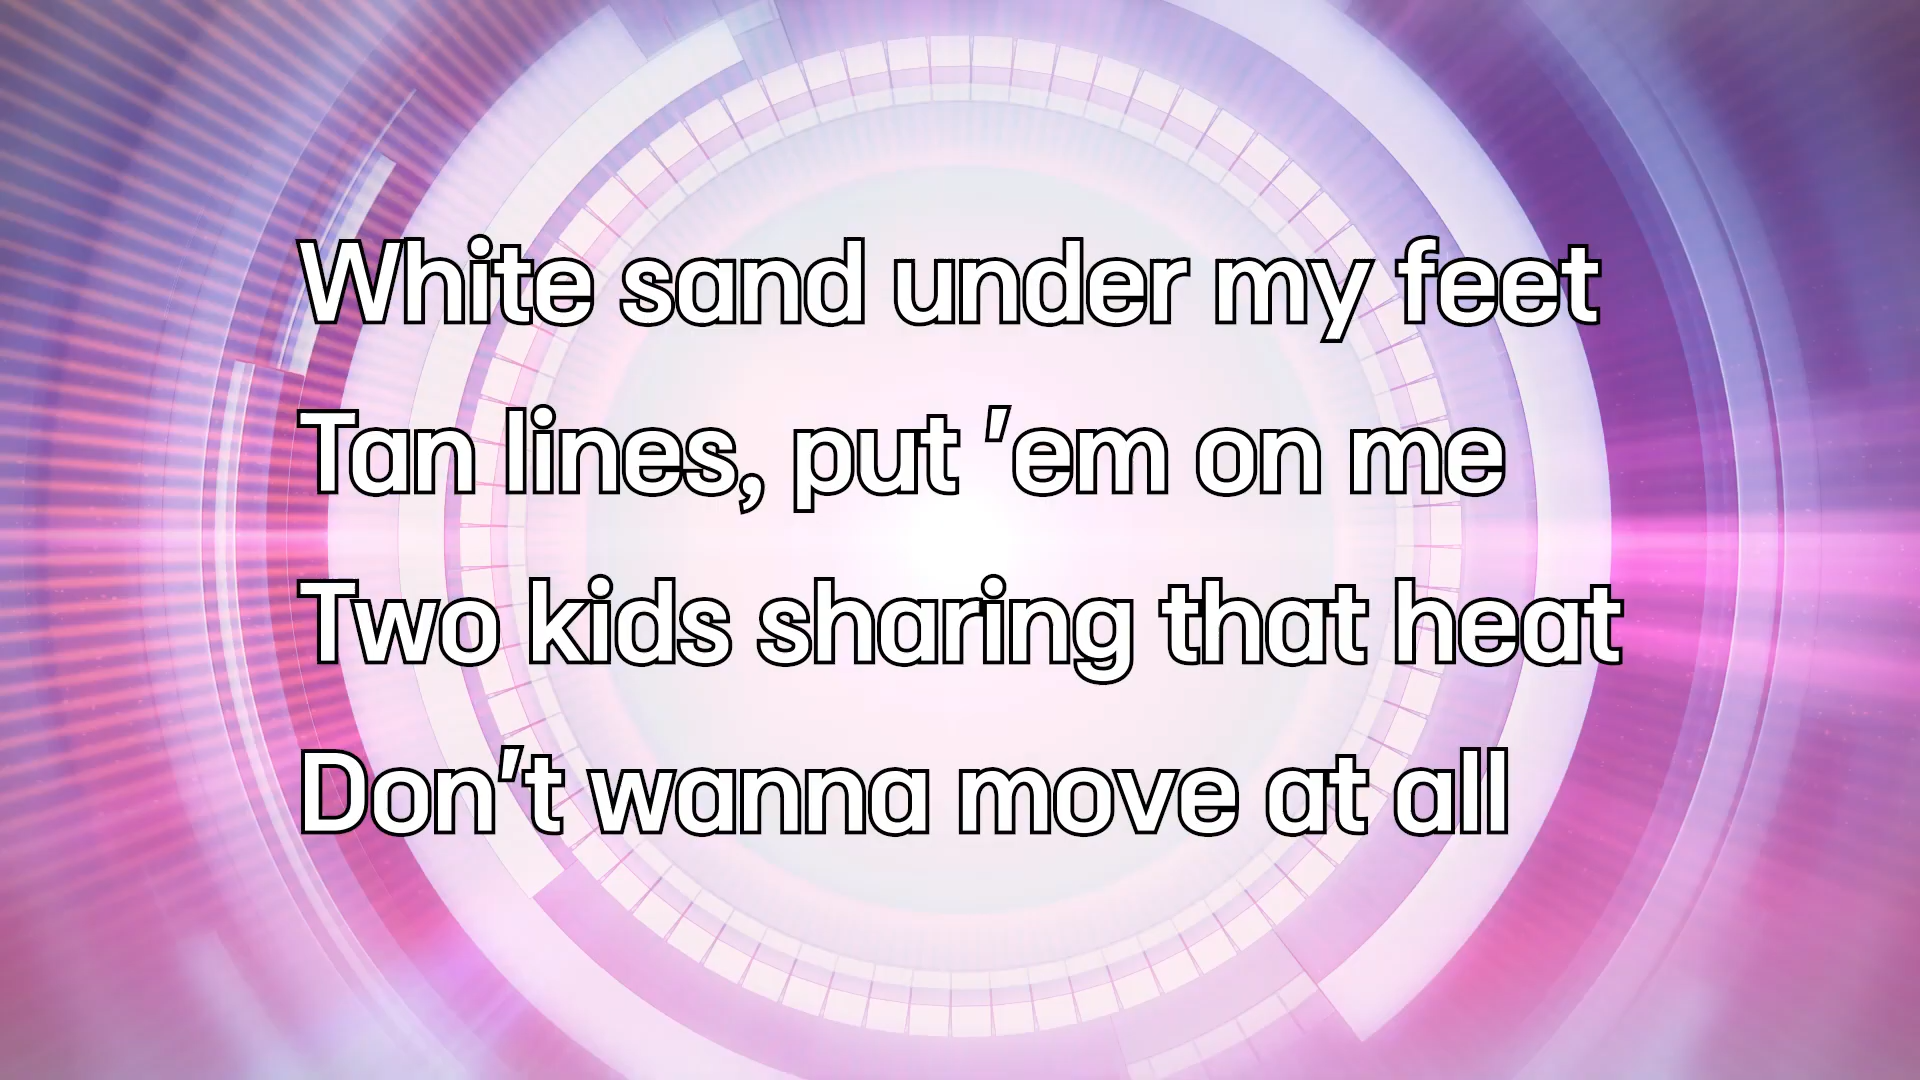 White sand under my feet
Tan lines, put 'em on me
Two kids sharing that heat
Don't wanna move at all